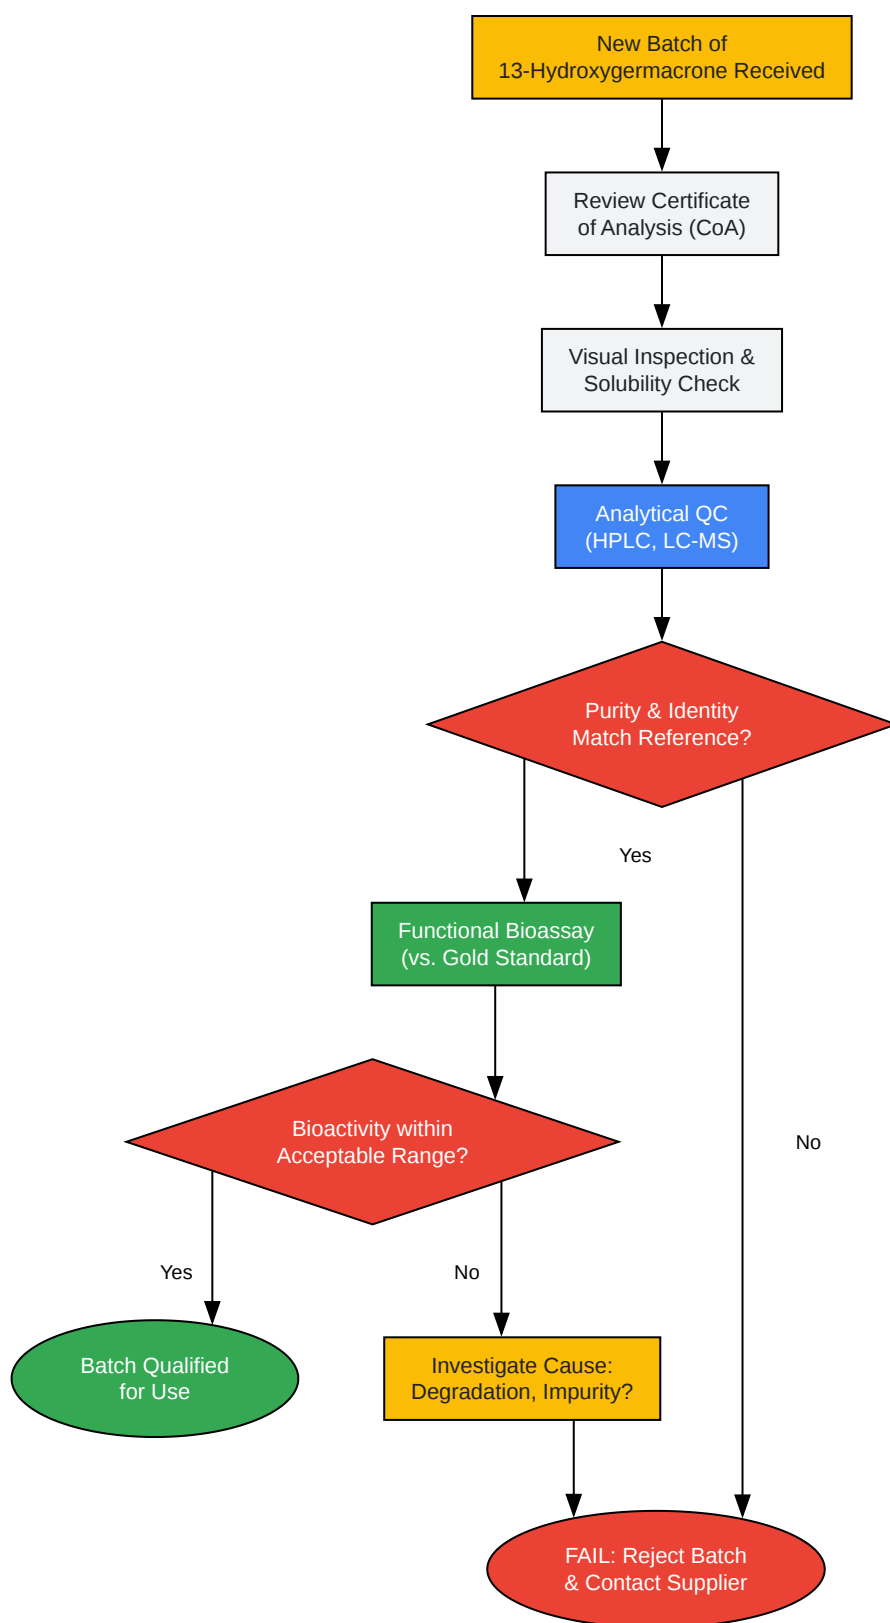 New Batch of
13-Hydroxygermacrone Received
Review Certificate
of Analysis (CoA)
Visual Inspection &
Solubility Check
Analytical QC
(HPLC, LC-MS)
Purity & Identity
Match Reference?
Yes
Functional Bioassay
(vs. Gold Standard)
Bioactivity within
Acceptable Range?
No
Yes
No
Batch Qualified
for Use
Investigate Cause:
Degradation, Impurity?
FAIL: Reject Batch
& Contact Supplier